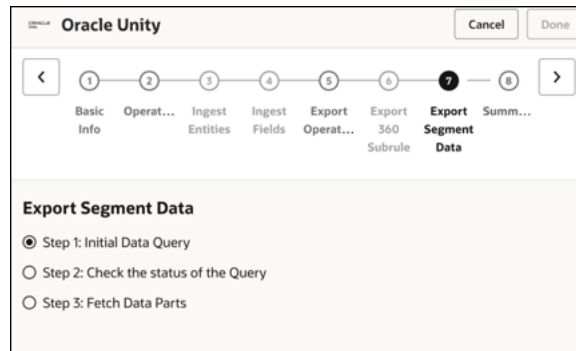 Oracle Unity
Cancel
Done
1
2
3
4
5
6
7
8
Basic Info
Operat...
Ingest Entities
Ingest Fields
Export Operat...
Export 360 Subrule
Export Segment Data
Summ...
Export Segment Data
Step 1: Initial Data Query
Step 2: Check the status of the Query
Step 3: Fetch Data Parts